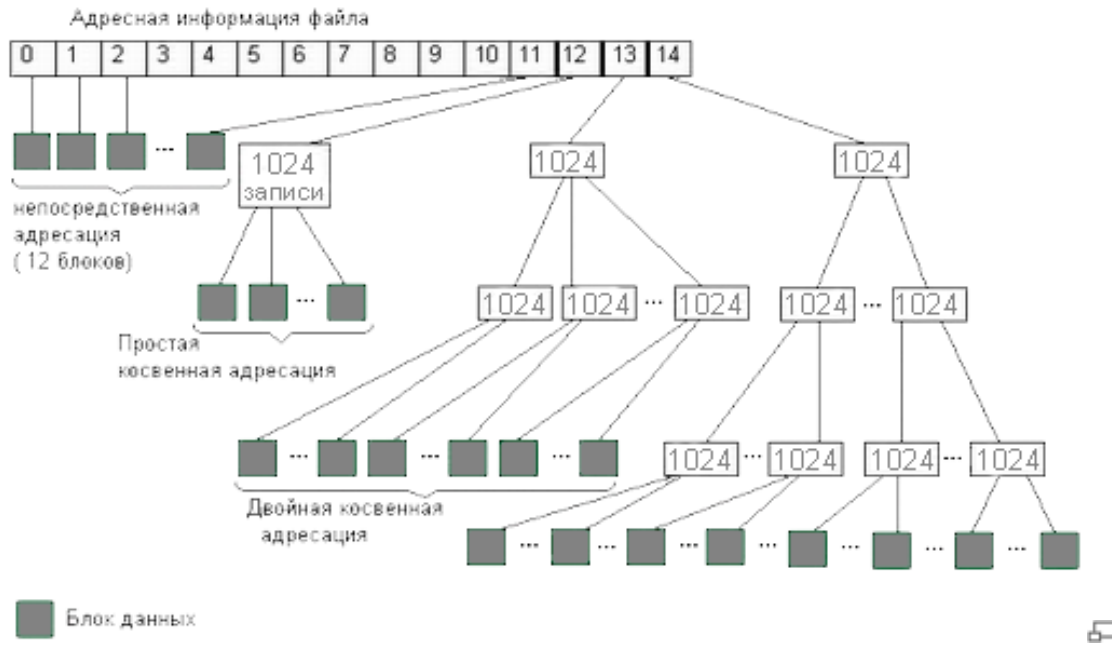 Адресная информация файла
0 1 2 3 4 5 6 7 8 9 10 11 12 13 14
1024
записи
1024
1024
непосредственная
адресация
( 12 блоков)
1024 1024 ... 1024 1024 ... 1024
Простая
косвенная адресация
1024 ... 1024 1024 ... 1024
Двойная косвенная
адресация
Блок данных